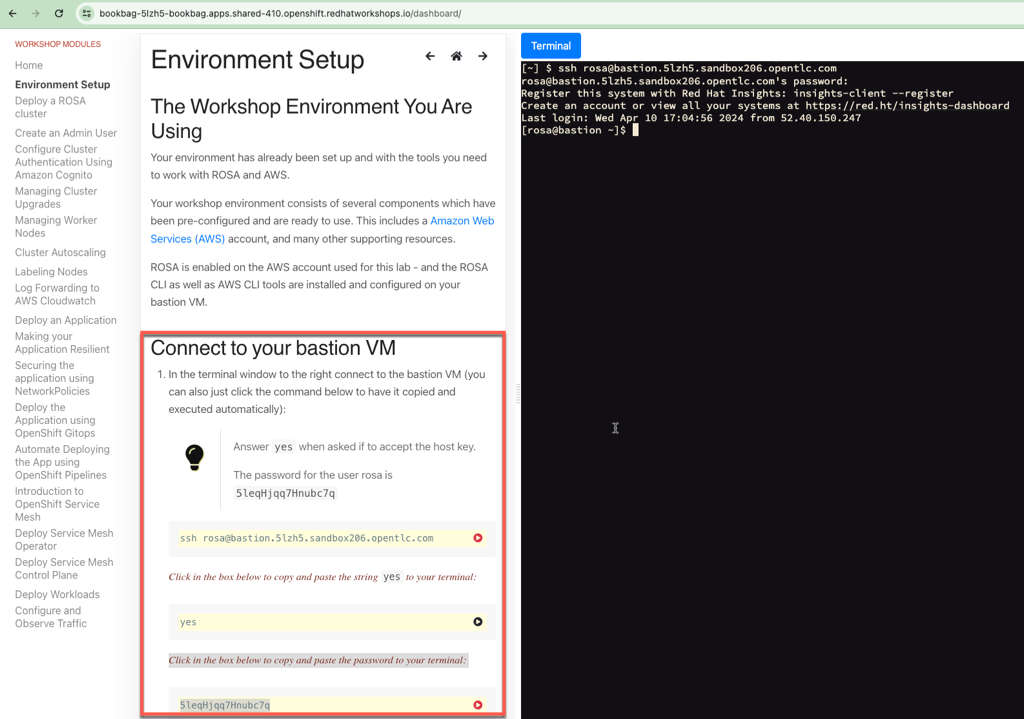 bookbag-5lzh5-bookbag.apps.shared-410.openshift.redhatworkshops.io/dashboard/
WORKSHOP MODULES
Home
Environment Setup
Deploy a ROSA
cluster
Create an Admin User
Configure Cluster
Authentication Using
Amazon Cognito
Managing Cluster
Upgrades
Managing Worker
Nodes
Cluster Autoscaling
Labeling Nodes
Log Forwarding to
AWS Cloudwatch
Deploy an Application
Making your
Application Resilient
Securing the
application using
NetworkPolicies
Deploy the
Application using
OpenShift Gitops
Automate Deploying
the App using
OpenShift Pipelines
Introduction to
OpenShift Service
Mesh
Deploy Service Mesh
Operator
Deploy Service Mesh
Control Plane
Deploy Workloads
Configure and
Observe Traffic
Environment Setup
The Workshop Environment You Are
Using
Your environment has already been set up and with the tools you need
to work with ROSA and AWS.
Your workshop environment consists of several components which have
been pre-configured and are ready to use. This includes a Amazon Web
Services (AWS) account, and many other supporting resources.
ROSA is enabled on the AWS account used for this lab - and the ROSA
CLI as well as AWS CLI tools are installed and configured on your
bastion VM.
Connect to your bastion VM
1. In the terminal window to the right connect to the bastion VM (you
can also just click the command below to have it copied and
executed automatically):
Answer yes when asked if to accept the host key.
The password for the user rosa is
5leqHjqq7Hnubc7q
ssh rosa@bastion.5lzh5.sandbox206.opentlc.com
Click in the box below to copy and paste the string yes to your terminal:
yes
Click in the box below to copy and paste the password to your terminal:
5leqHjqq7Hnubc7q
Terminal
[~] $ ssh rosa@bastion.5lzh5.sandbox206.opentlc.com
rosa@bastion.5lzh5.sandbox206.opentlc.com's password:
Register this system with Red Hat Insights: insights-client --register
Create an account or view all your systems at https://red.ht/insights-dashboard
Last login: Wed Apr 10 17:04:56 2024 from 52.40.150.247
[rosa@bastion ~]$